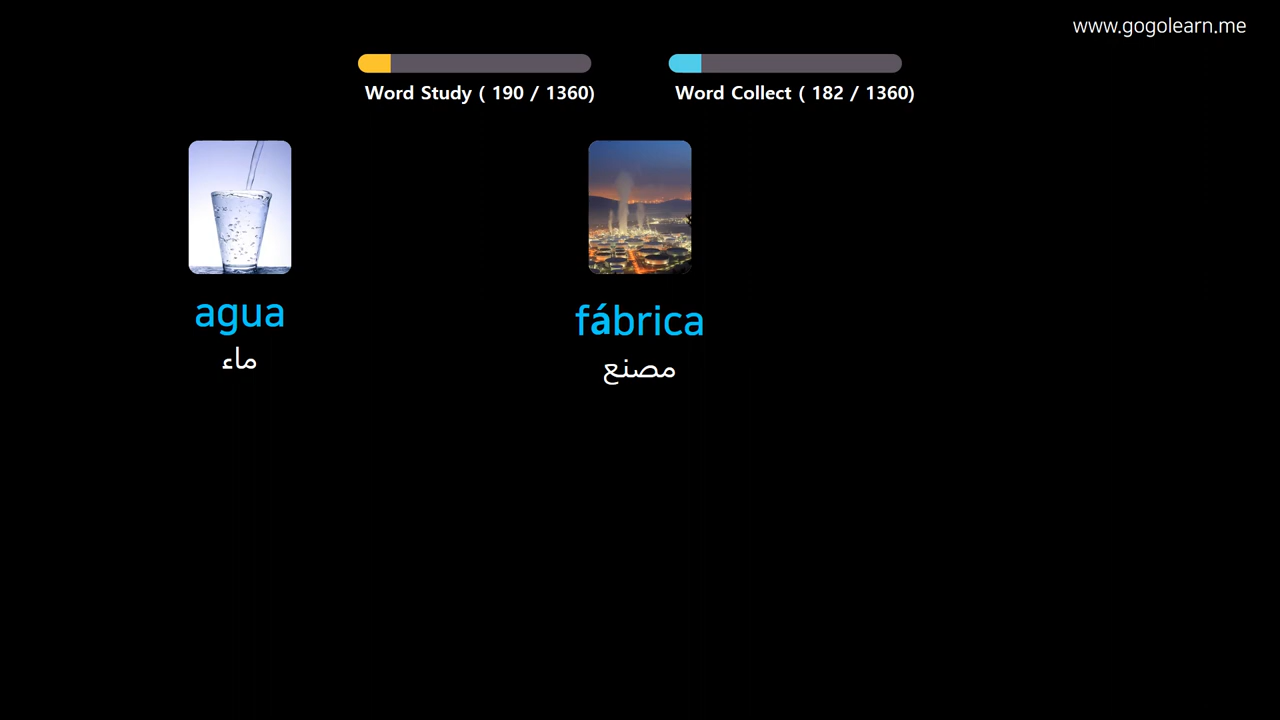 www.gogolearn.me
Word Study ( 190 / 1360)
Word Collect ( 182 / 1360)
agua
ماء
fábrica
مصنع